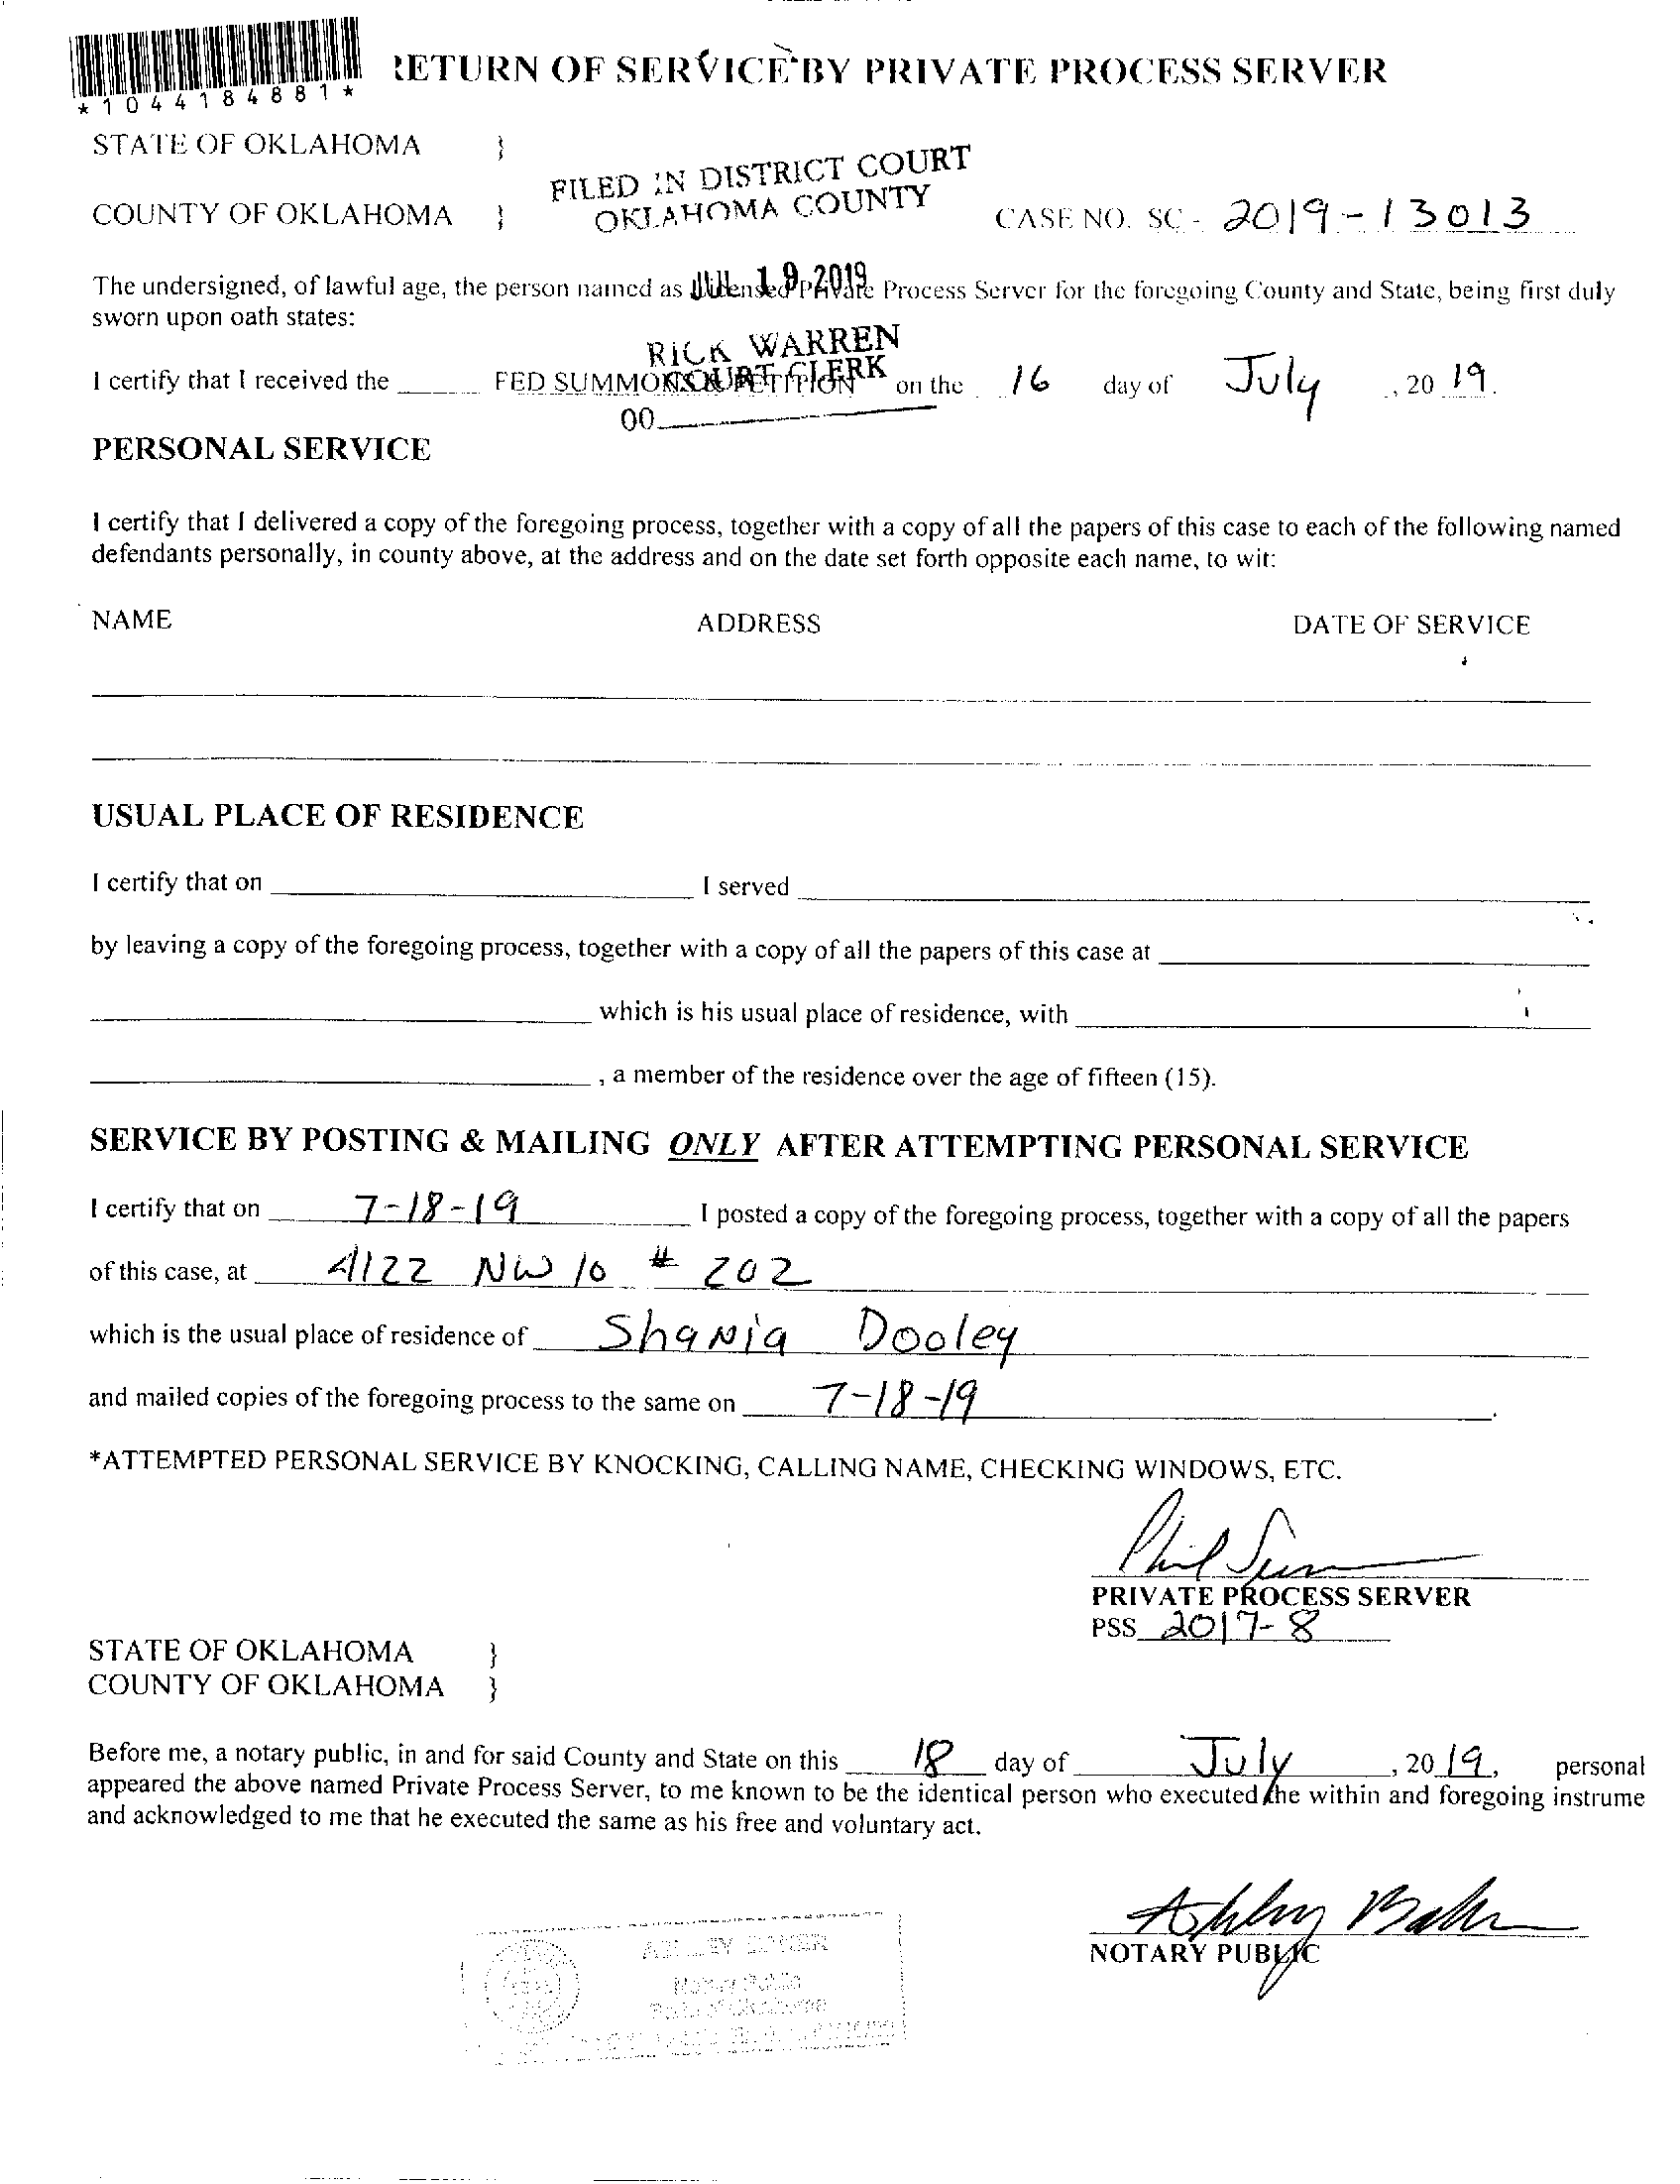 RETURN OF SERVICE BY PRIVATE PROCESS SERVER
*1044184881*
STATE OF OKLAHOMA }
FILED IN DISTRICT COURT
OKLAHOMA COUNTY
COUNTY OF OKLAHOMA } CASE NO. SC - 2019-13013
JUL 19 2019
The undersigned, of lawful age, the person named as Licensed Private Process Server for the foregoing County and State, being first duly
sworn upon oath states:
RICK WARREN
COURT CLERK
I certify that I received the FED SUMMONS & PETITION on the 16 day of July, 20 19.
00
PERSONAL SERVICE
I certify that I delivered a copy of the foregoing process, together with a copy of all the papers of this case to each of the following named
defendants personally, in county above, at the address and on the date set forth opposite each name, to wit:
NAME ADDRESS DATE OF SERVICE
USUAL PLACE OF RESIDENCE
I certify that on I served
by leaving a copy of the foregoing process, together with a copy of all the papers of this case at
which is his usual place of residence, with
, a member of the residence over the age of fifteen (15).
SERVICE BY POSTING & MAILING ONLY AFTER ATTEMPTING PERSONAL SERVICE
I certify that on 7-18-19 I posted a copy of the foregoing process, together with a copy of all the papers
of this case, at 4122 NW 10 # 202
which is the usual place of residence of Shania Dooley
and mailed copies of the foregoing process to the same on 7-18-19.
*ATTEMPTED PERSONAL SERVICE BY KNOCKING, CALLING NAME, CHECKING WINDOWS, ETC.
Phil
PRIVATE PROCESS SERVER
PSS 2017-8
STATE OF OKLAHOMA }
COUNTY OF OKLAHOMA }
Before me, a notary public, in and for said County and State on this 18 day of July, 20 19, personal
appeared the above named Private Process Server, to me known to be the identical person who executed the within and foregoing instrume
and acknowledged to me that he executed the same as his free and voluntary act.
Ashley Baker
NOTARY PUBLIC
ASHLEY BAKER
Notary Public
State of Oklahoma